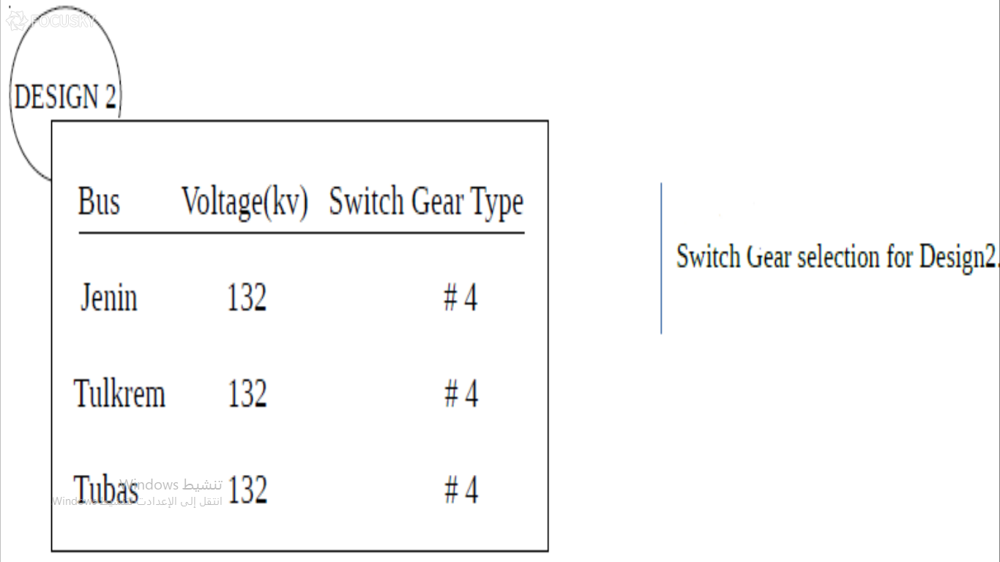 FOCUSKY
DESIGN 2
Bus Voltage(kv) Switch Gear Type
Jenin 132 # 4
Tulkrem 132 # 4
Tubas 132 # 4
Switch Gear selection for Design2.
تنشيط Windows
انتقل إلى الإعدادات لتنشيط Windows